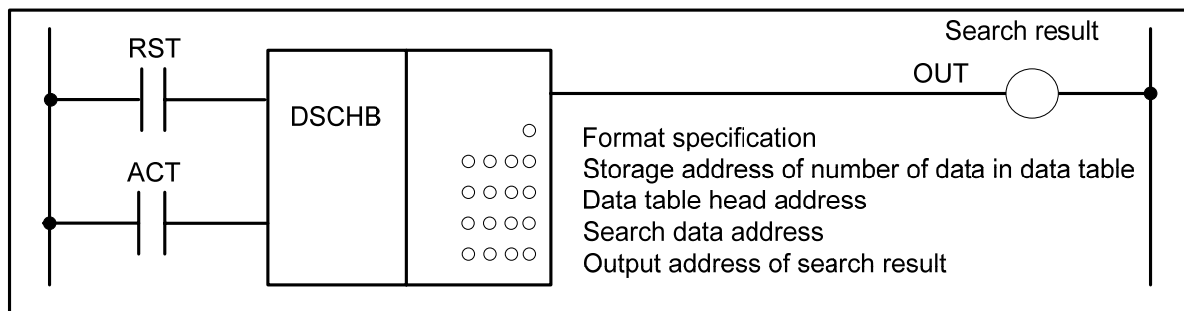 Search result
RST
OUT
DSCHB
Format specification
Storage address of number of data in data table
ACT
Data table head address
Search data address
Output address of search result